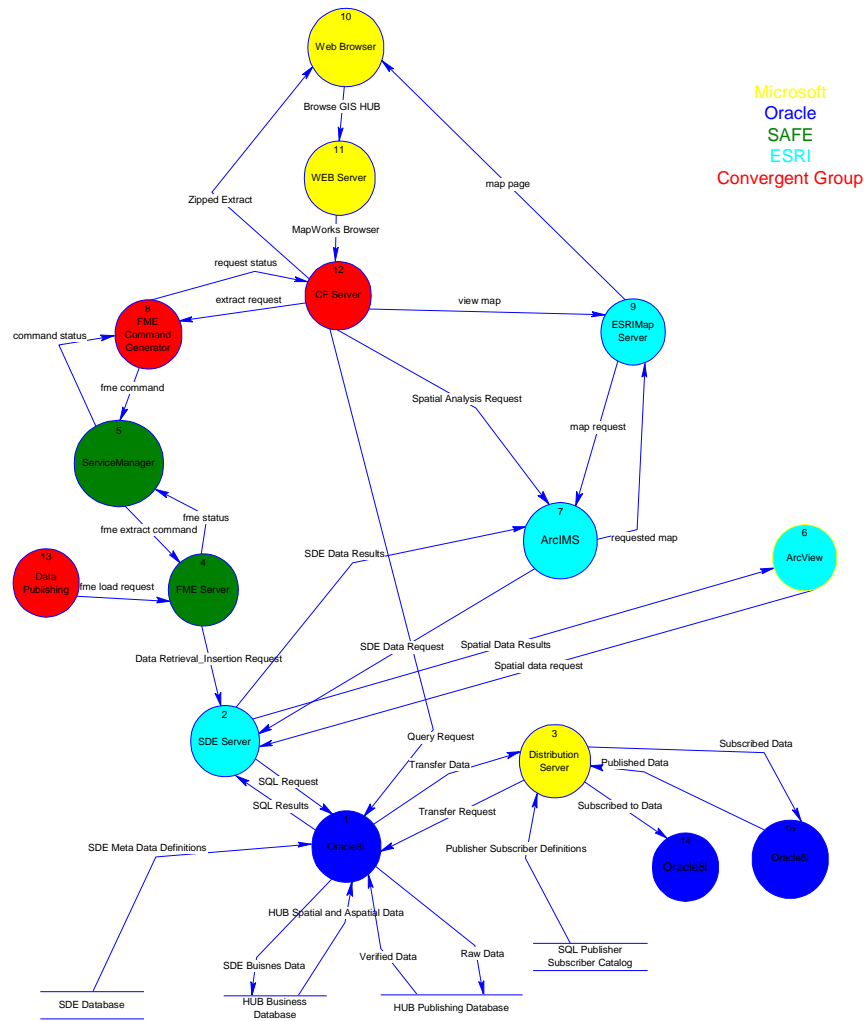 10
Web Browser
Microsoft
Oracle
SAFE
ESRI
Convergent Group
Browse GIS HUB
11
WEB Server
map page
Zipped Extract
MapWorks Browser
request status
12
CF Server
extract request
view map
8
FME
Command
Generator
9
ESRIMap
Server
command status
fme command
Spatial Analysis Request
map request
5
ServiceManager
fme status
fme extract command
7
ArcIMS
requested map
6
ArcView
SDE Data Results
13
Data
Publishing
fme load request
4
FME Server
Data Retrieval_Insertion Request
SDE Data Request
Spatial Data Results
Spatial data request
2
SDE Server
Query Request
3
Distribution
Server
Subscribed Data
Published Data
Transfer Data
SQL Request
SQL Results
Transfer Request
Subscribed to Data
1
Oracle8i
SDE Meta Data Definitions
Publisher Subscriber Definitions
14
Oracle8i
15
Oracle8i
HUB Spatial and Aspatial Data
SDE Buisnes Data
Verified Data
Raw Data
SQL Publisher
Subscriber Catalog
SDE Database
HUB Business
Database
HUB Publishing Database